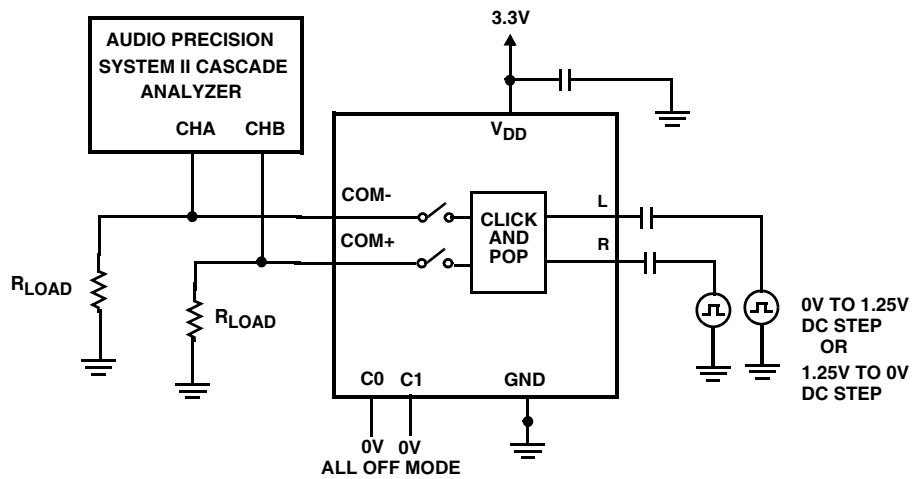 3.3V
AUDIO PRECISION
SYSTEM II CASCADE
ANALYZER
CHA CHB
VDD
COM-
COM+
CLICK
AND
POP
L
R
RLOAD
RLOAD
0V TO 1.25V
DC STEP
OR
1.25V TO 0V
DC STEP
C0 C1
GND
0V 0V
ALL OFF MODE